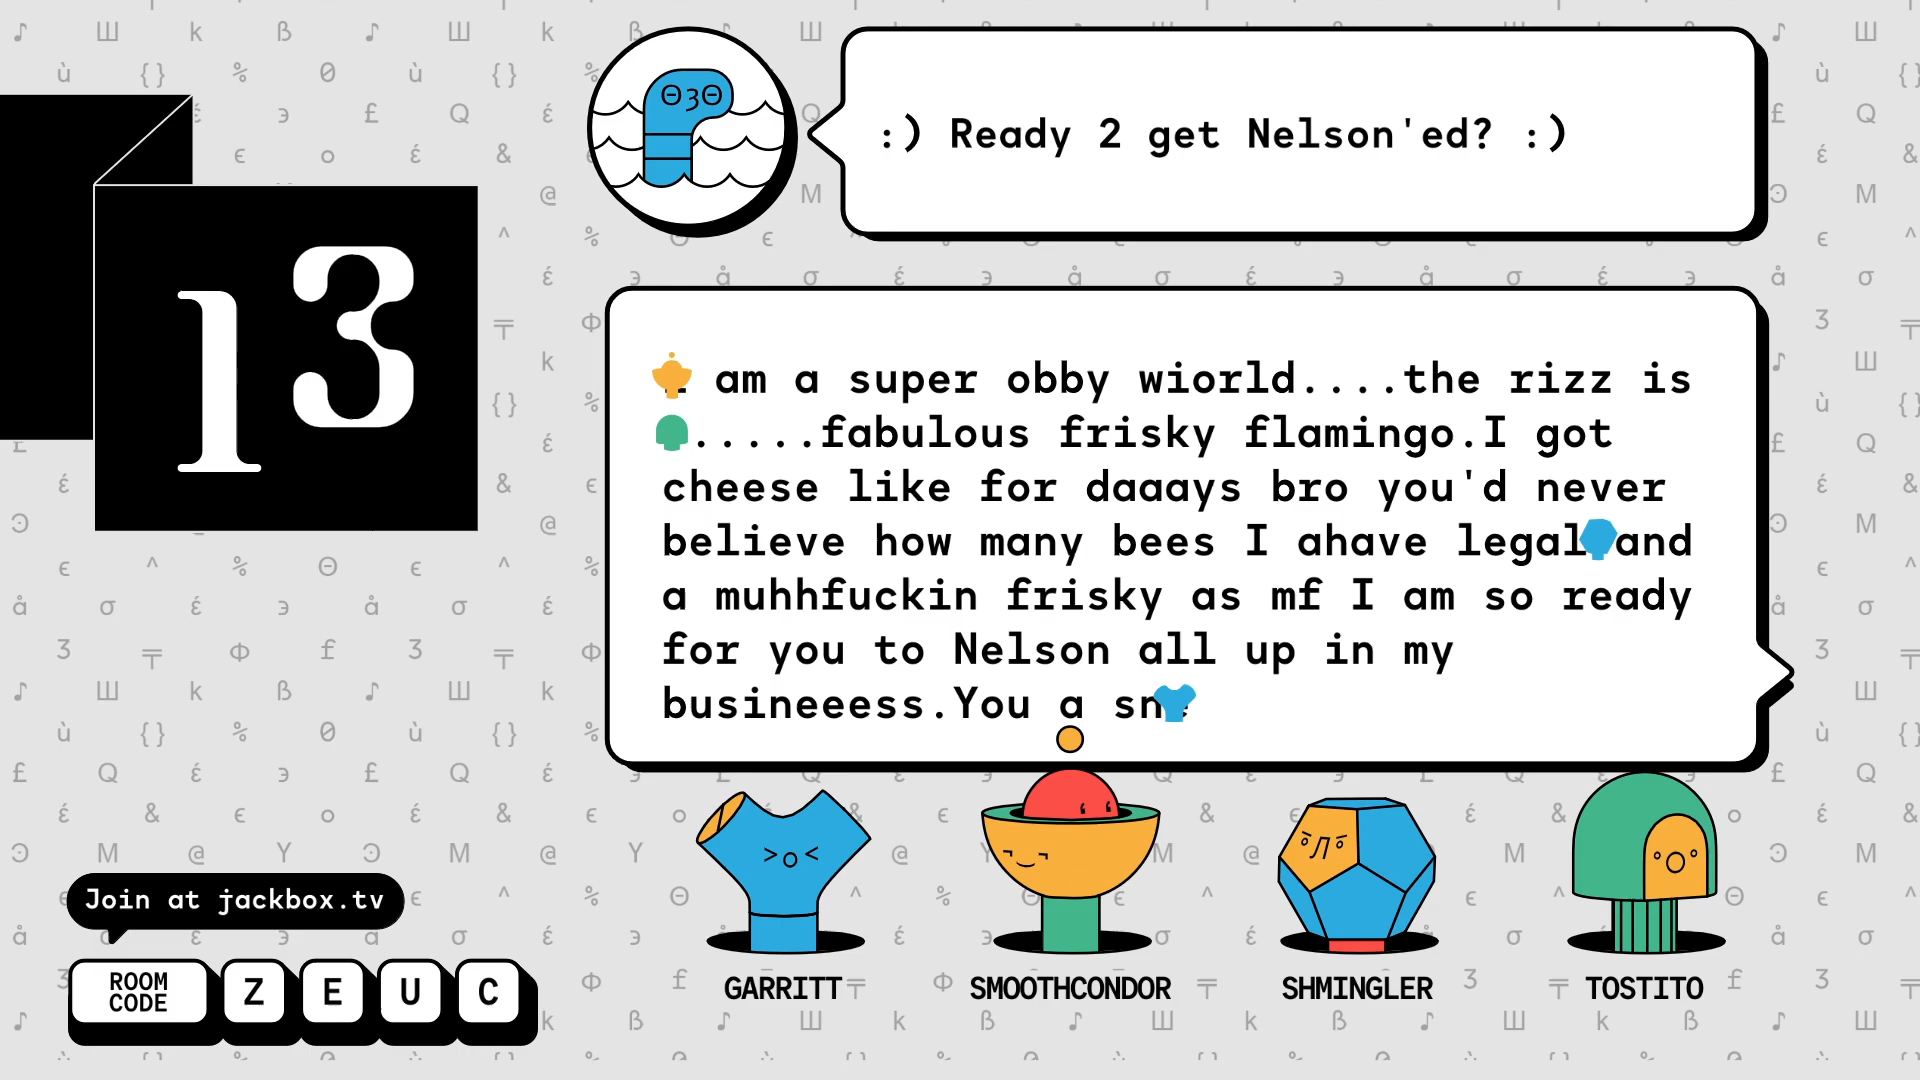 :) Ready 2 get Nelson'ed? :)
13
am a super obby wiorld....the rizz is
.....fabulous frisky flamingo.I got
cheese like for daaays bro you'd never
believe how many bees I ahave legal and
a muhhfuckin frisky as mf I am so ready
for you to Nelson all up in my
busineeess.You a sne
Join at jackbox.tv
ROOM CODE Z E U C
GARRITT SMOOTHCONDOR SHMINGLER TOSTITO